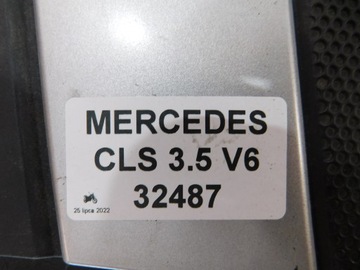 MERCEDES
CLS 3.5 V6
32487
25 lipca 2022